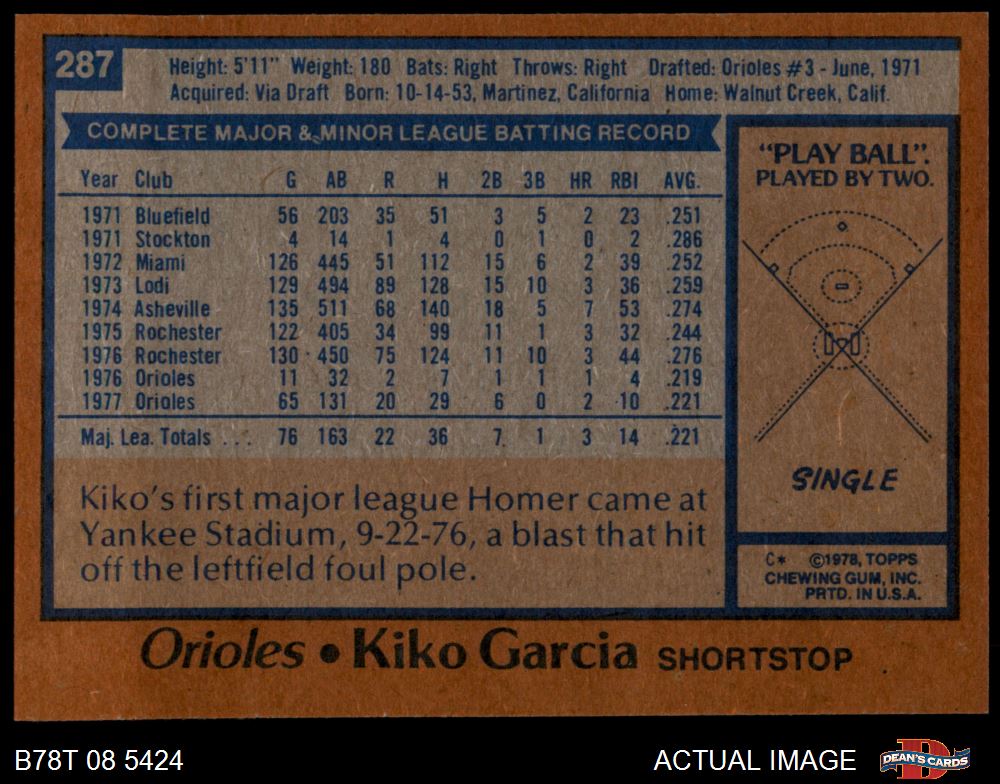 287
Height: 5'11" Weight: 180 Bats: Right Throws: Right Drafted: Orioles #3 - June, 1971
Acquired: Via Draft Born: 10-14-53, Martinez, California Home: Walnut Creek, Calif.
COMPLETE MAJOR & MINOR LEAGUE BATTING RECORD
Year Club G AB R H 2B 3B HR RBI AVG.
1971 Bluefield 56 203 35 51 3 5 2 23 .251
1971 Stockton 4 14 1 4 0 1 0 2 .286
1972 Miami 126 445 51 112 15 6 2 39 .252
1973 Lodi 129 494 89 128 15 10 3 36 .259
1974 Asheville 135 511 68 140 18 5 7 53 .274
1975 Rochester 122 405 34 99 11 1 3 32 .244
1976 Rochester 130 450 75 124 11 10 3 44 .276
1976 Orioles 11 32 2 7 1 1 1 4 .219
1977 Orioles 65 131 20 29 6 0 2 10 .221
Maj. Lea. Totals ... 76 163 22 36 7 1 3 14 .221
Kiko's first major league Homer came at
Yankee Stadium, 9-22-76, a blast that hit
off the leftfield foul pole.
"PLAY BALL".
PLAYED BY TWO.
SINGLE
C* ©1978, TOPPS
CHEWING GUM, INC.
PRTD. IN U.S.A.
Orioles • Kiko Garcia SHORTSTOP
B78T 08 5424 ACTUAL IMAGE
DEAN'S CARDS